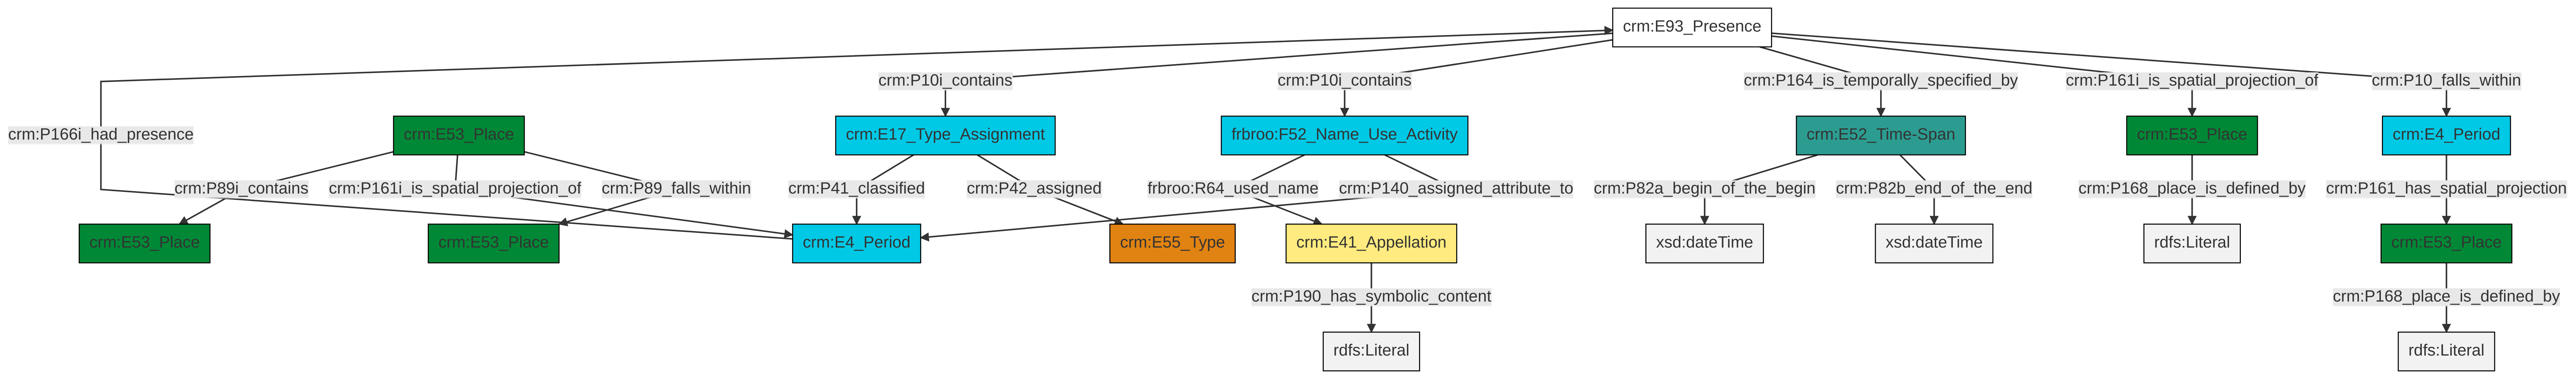 crm:E93_Presence
crm:P10i_contains
crm:P10i_contains
crm:P164_is_temporally_specified_by
crm:P161i_is_spatial_projection_of
crm:P10_falls_within
crm:P166i_had_presence
crm:E53_Place
crm:E17_Type_Assignment
frbroo:F52_Name_Use_Activity
crm:E52_Time-Span
crm:E53_Place
crm:E4_Period
crm:P89i_contains
crm:P161i_is_spatial_projection_of
crm:P89_falls_within
crm:P41_classified
crm:P42_assigned
frbroo:R64_used_name
crm:P140_assigned_attribute_to
crm:P82a_begin_of_the_begin
crm:P82b_end_of_the_end
crm:P168_place_is_defined_by
crm:P161_has_spatial_projection
crm:E53_Place
crm:E53_Place
crm:E4_Period
crm:E55_Type
crm:E41_Appellation
xsd:dateTime
xsd:dateTime
rdfs:Literal
crm:E53_Place
crm:P190_has_symbolic_content
crm:P168_place_is_defined_by
rdfs:Literal
rdfs:Literal